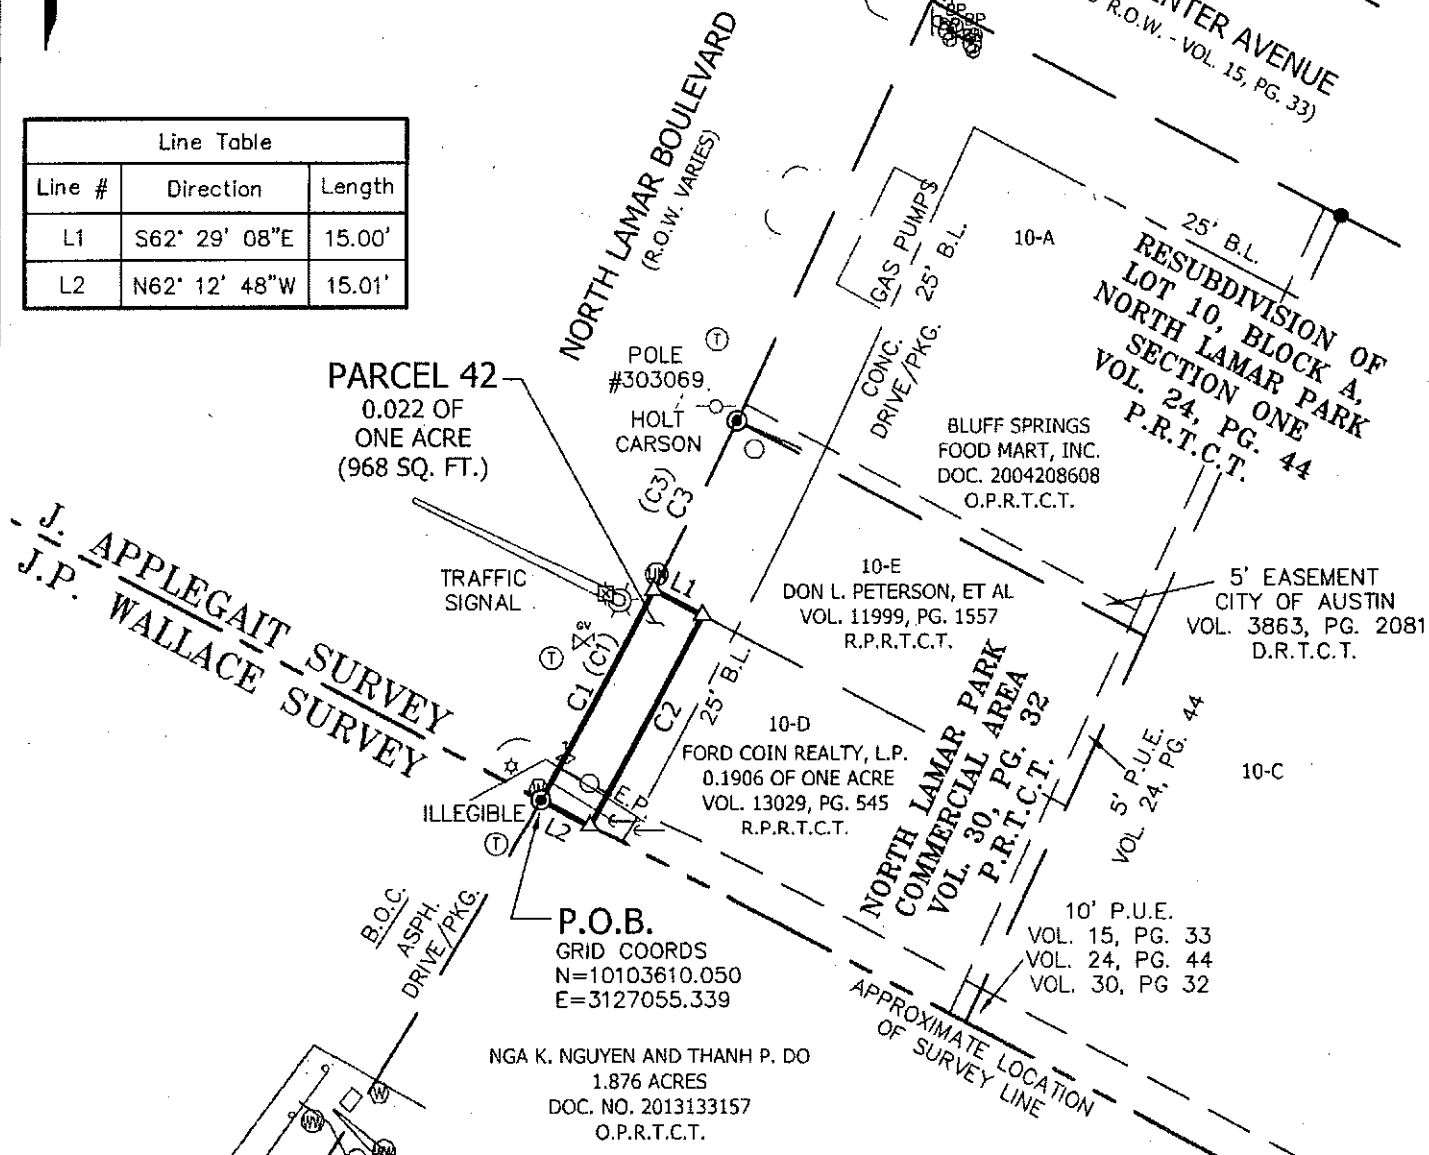 NTER AVENUE
R.O.W. - VOL. 15, PG. 33)
NORTH LAMAR BOULEVARD
(R.O.W. VARIES)
Line Table
Line # Direction Length
L1 S62° 29' 08"E 15.00'
L2 N62° 12' 48"W 15.01'
PARCEL 42
0.022 OF
ONE ACRE
(968 SQ. FT.)
POLE
#303069
HOLT
CARSON
T
(C3)
C3
GAS PUMPS
25' B.L.
CONC.
DRIVE/PKG.
10-A
25' B.L.
RESUBDIVISION OF
LOT 10, BLOCK A,
NORTH LAMAR PARK
SECTION ONE
VOL. 24, PG. 44
P.R.T.C.T.
BLUFF SPRINGS
FOOD MART, INC.
DOC. 2004208608
O.P.R.T.C.T.
J. APPLEGAIT SURVEY
J.P. WALLACE SURVEY
TRAFFIC
SIGNAL
GV
T
L1
C1 (C1)
C2
25' B.L.
10-E
DON L. PETERSON, ET AL
VOL. 11999, PG. 1557
R.P.R.T.C.T.
5' EASEMENT
CITY OF AUSTIN
VOL. 3863, PG. 2081
D.R.T.C.T.
10-D
FORD COIN REALTY, L.P.
0.1906 OF ONE ACRE
VOL. 13029, PG. 545
R.P.R.T.C.T.
NORTH LAMAR PARK
COMMERCIAL AREA
VOL. 30, PG. 32
P.R.T.C.T.
5' P.U.E.
VOL. 24, PG. 44
10-C
ILLEGIBLE
E.P.
L2
T
P.O.B.
GRID COORDS
N=10103610.050
E=3127055.339
B.O.C.
ASPH.
DRIVE/PKG.
10' P.U.E.
VOL. 15, PG. 33
VOL. 24, PG. 44
VOL. 30, PG 32
APPROXIMATE LOCATION
OF SURVEY LINE
NGA K. NGUYEN AND THANH P. DO
1.876 ACRES
DOC. NO. 2013133157
O.P.R.T.C.T.
W
WW